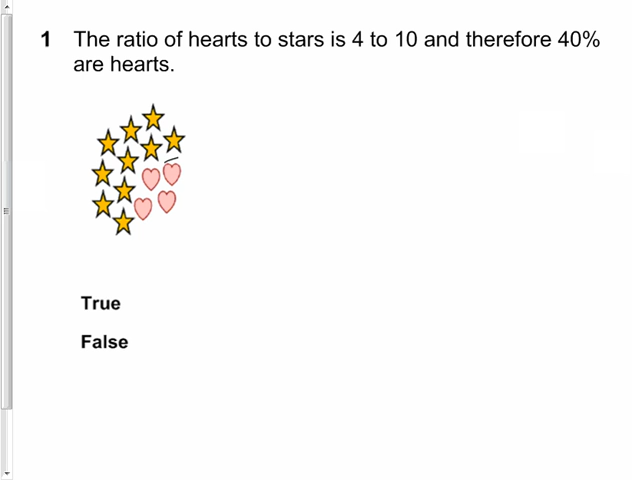 1 The ratio of hearts to stars is 4 to 10 and therefore 40%
are hearts.
True
False